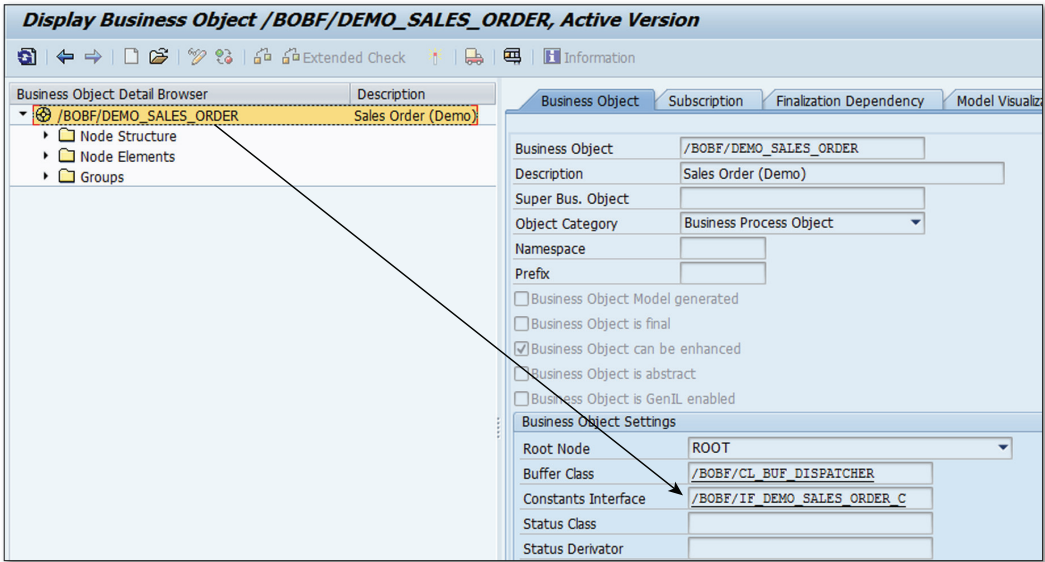 Display Business Object /BOBF/DEMO_SALES_ORDER, Active Version
Extended Check Information
Business Object Detail Browser Description
/BOBF/DEMO_SALES_ORDER Sales Order (Demo)
Node Structure
Node Elements
Groups
Business Object Subscription Finalization Dependency Model Visualiza
Business Object /BOBF/DEMO_SALES_ORDER
Description Sales Order (Demo)
Super Bus. Object
Object Category Business Process Object
Namespace
Prefix
Business Object Model generated
Business Object is final
Business Object can be enhanced
Business Object is abstract
Business Object is GenIL enabled
Business Object Settings
Root Node ROOT
Buffer Class /BOBF/CL_BUF_DISPATCHER
Constants Interface /BOBF/IF_DEMO_SALES_ORDER_C
Status Class
Status Derivator